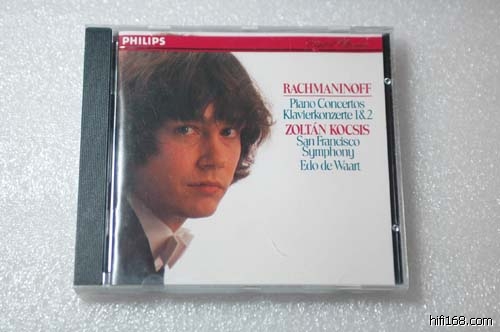 PHILIPS
RACHMANINOFF
Piano Concertos
Klavierkonzerte 1&2
ZOLTÁN KOCSIS
San Francisco
Symphony
Edo de Waart
hifi168.com